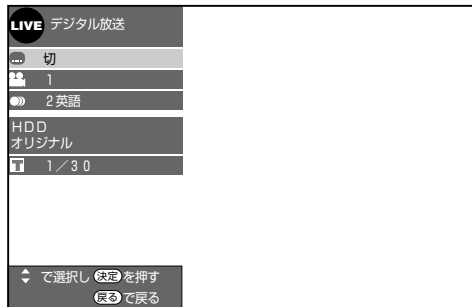 LIVE デジタル放送
... 切
1
2 英語
HDD
オリジナル
T 1／30
で選択し 決定 を押す
戻る で戻る